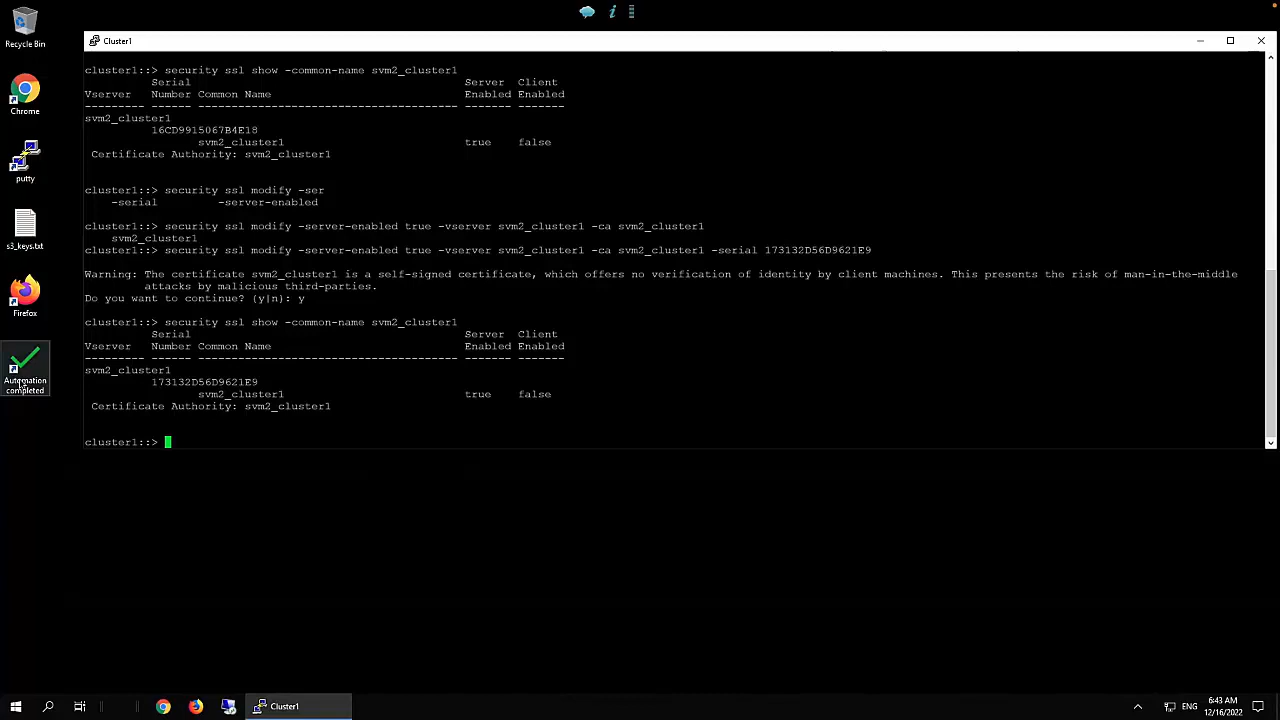 Recycle Bin
Chrome
putty
s3_keys.txt
Firefox
Automation
completed
Cluster1
cluster1::> security ssl show -common-name svm2_cluster1
Serial Server Client
Vserver Number Common Name Enabled Enabled
--------- ------ --------------------------------------- ------- -------
svm2_cluster1
16CD9915067B4E18
svm2_cluster1 true false
Certificate Authority: svm2_cluster1
cluster1::> security ssl modify -ser
-serial -server-enabled
cluster1::> security ssl modify -server-enabled true -vserver svm2_cluster1 -ca svm2_cluster1
svm2_cluster1
cluster1::> security ssl modify -server-enabled true -vserver svm2_cluster1 -ca svm2_cluster1 -serial 173132D56D9621E9
Warning: The certificate svm2_cluster1 is a self-signed certificate, which offers no verification of identity by client machines. This presents the risk of man-in-the-middle
attacks by malicious third-parties.
Do you want to continue? {y|n}: y
cluster1::> security ssl show -common-name svm2_cluster1
Serial Server Client
Vserver Number Common Name Enabled Enabled
--------- ------ --------------------------------------- ------- -------
svm2_cluster1
173132D56D9621E9
svm2_cluster1 true false
Certificate Authority: svm2_cluster1
cluster1::>
Cluster1
ENG
6:43 AM
12/16/2022